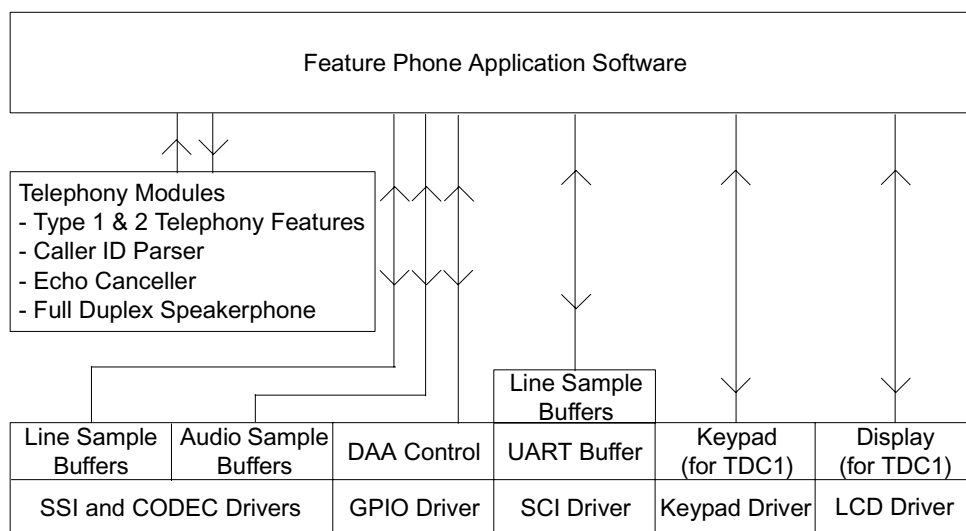 Feature Phone Application Software
Telephony Modules
- Type 1 & 2 Telephony Features
- Caller ID Parser
- Echo Canceller
- Full Duplex Speakerphone
Line Sample
Buffers
Line Sample
Buffers
Audio Sample
Buffers
DAA Control
UART Buffer
Keypad
(for TDC1)
Display
(for TDC1)
SSI and CODEC Drivers
GPIO Driver
SCI Driver
Keypad Driver
LCD Driver